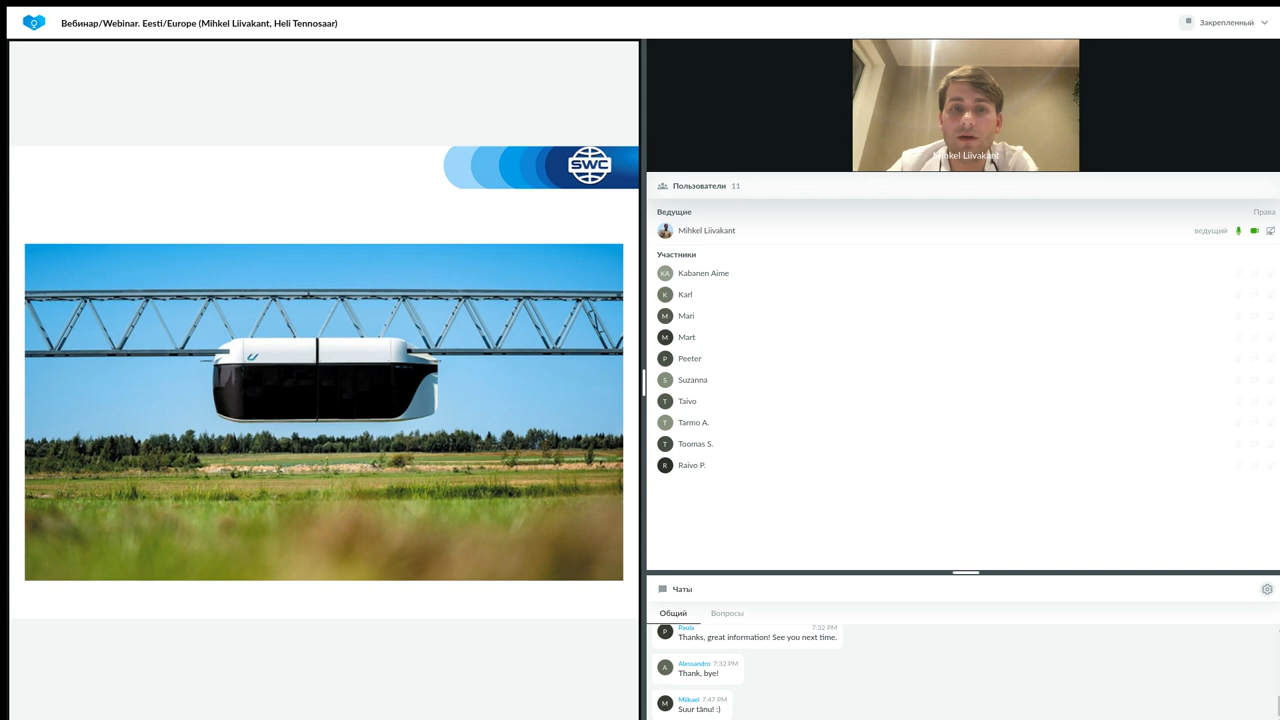 Вебинар/Webinar. Eesti/Europe (Mihkel Liivakant, Heli Tennosaar)
Закрепленный
SWC
Mihkel Liivakant
Пользователи 11
Ведущие Права
Mihkel Liivakant ведущий
Участники
KA Kabanen Aime
K Karl
M Mari
M Mart
P Peeter
S Suzanna
T Taivo
T Tarmo A.
T Toomas S.
R Raivo P.
Чаты
Общий Вопросы
P Paula 7:32 PM
Thanks, great information! See you next time.
A Alessandro 7:32 PM
Thank, bye!
M Miikael 7:47 PM
Suur tänu! :)